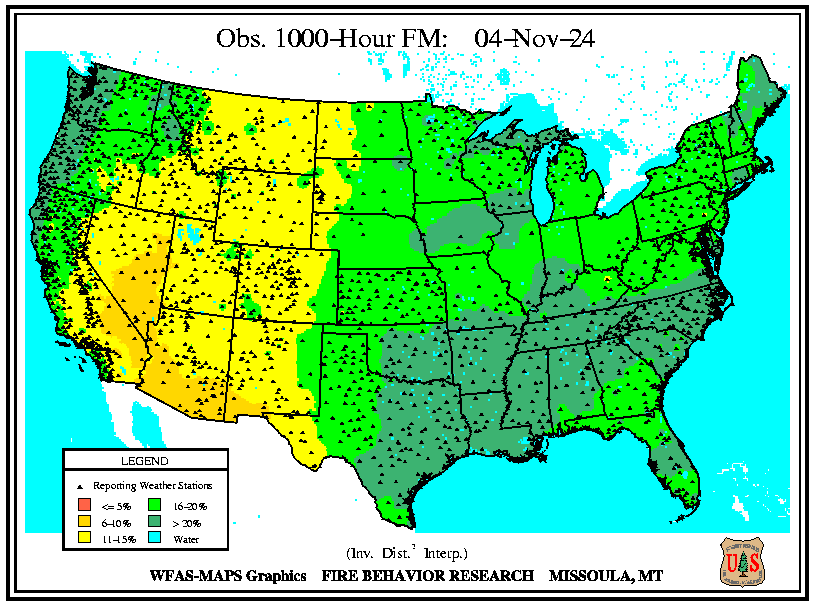 Obs. 1000-Hour FM: 04-Nov-24
LEGEND
Reporting Weather Stations
<= 5% 16-20%
6-10% > 20%
11-15% Water
(Inv. Dist.² Interp.)
WFAS-MAPS Graphics FIRE BEHAVIOR RESEARCH MISSOULA, MT
U S